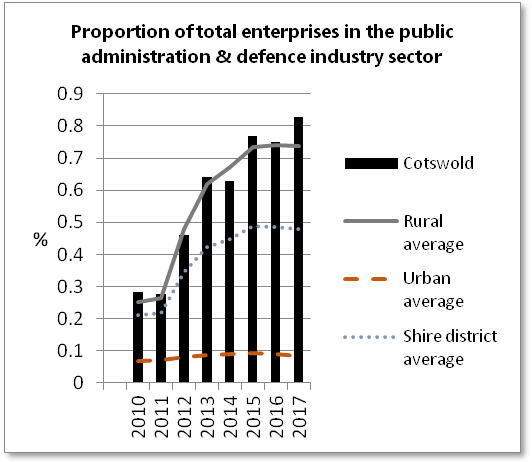 Proportion of total enterprises in the public
administration & defence industry sector
0.9
0.8
0.7
0.6
0.5
0.4
0.3
0.2
0.1
0
%
2010
2011
2012
2013
2014
2015
2016
2017
Cotswold
Rural
average
Urban
average
Shire district
average